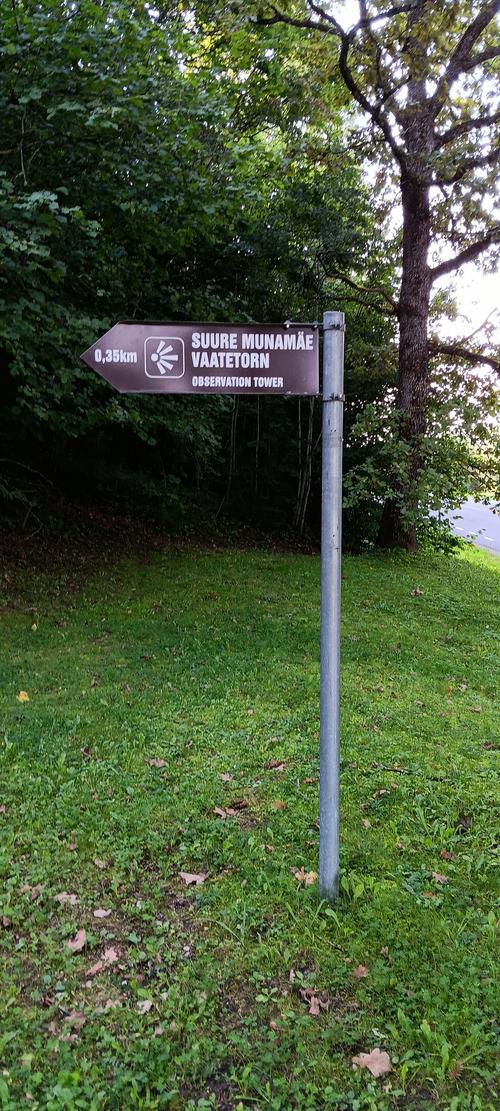 0,35km
SUURE MUNAMÄE
VAATETORN
OBSERVATION TOWER